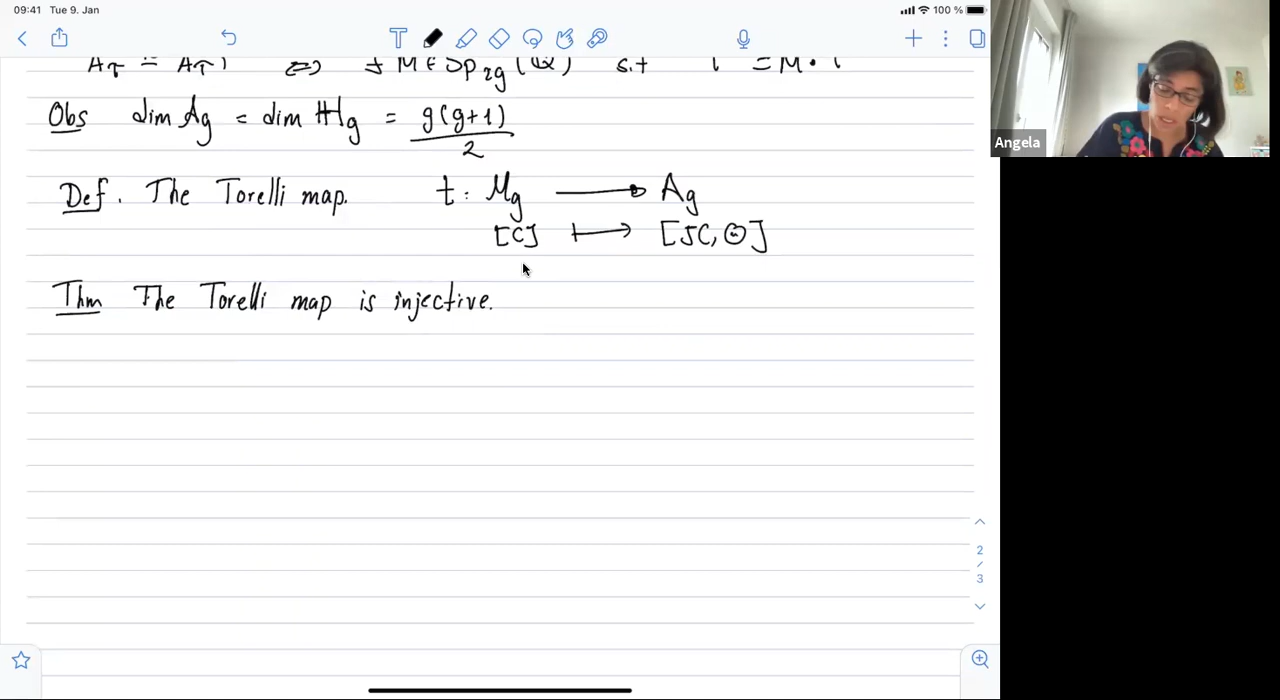 09:41 Tue 9. Jan
100 %
Obs dim Ag = dim Hg = g(g+1)/2
Def. The Torelli map. t: Mg → Ag
[C] ↦ [JC, Θ]
Thm The Torelli map is injective.
Angela
2
/
3